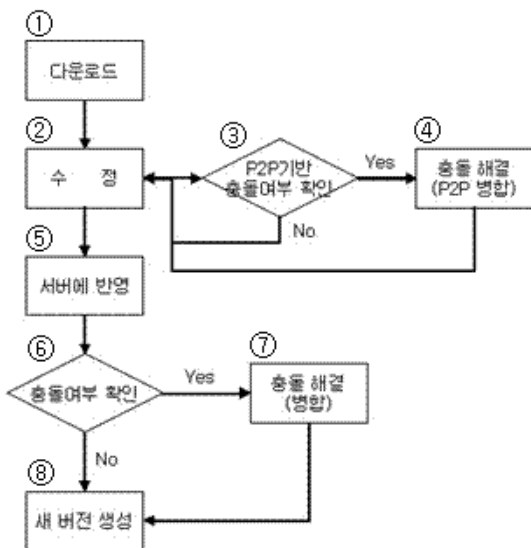 ①
다운로드
②
수 정
③
P2P기반
충돌여부 확인
Yes
No
④
충돌 해결
(P2P 병합)
⑤
서버에 반영
⑥
충돌여부 확인
Yes
No
⑦
충돌 해결
(병합)
⑧
새 버전 생성